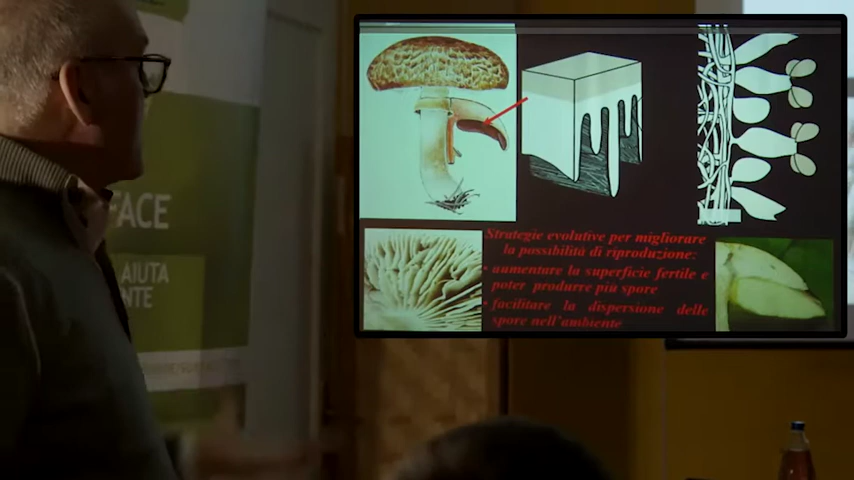 FACE
AIUTA
NTE
Strategie evolutive per migliorare
la possibilità di riproduzione:
• aumentare la superficie fertile e
poter produrre più spore
• facilitare la dispersione delle
spore nell'ambiente